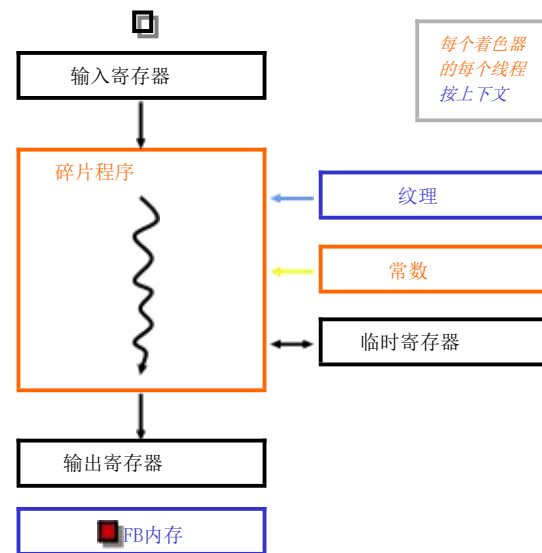 输入寄存器
每个着色器
的每个线程
按上下文
碎片程序
纹理
常数
临时寄存器
输出寄存器
FB内存